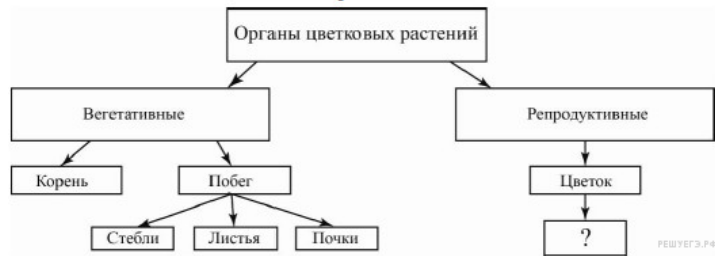 Органы цветковых растений
Вегетативные
Репродуктивные
Корень
Побег
Цветок
Стебли
Листья
Почки
?
РЕШУЕГЭ.РФ